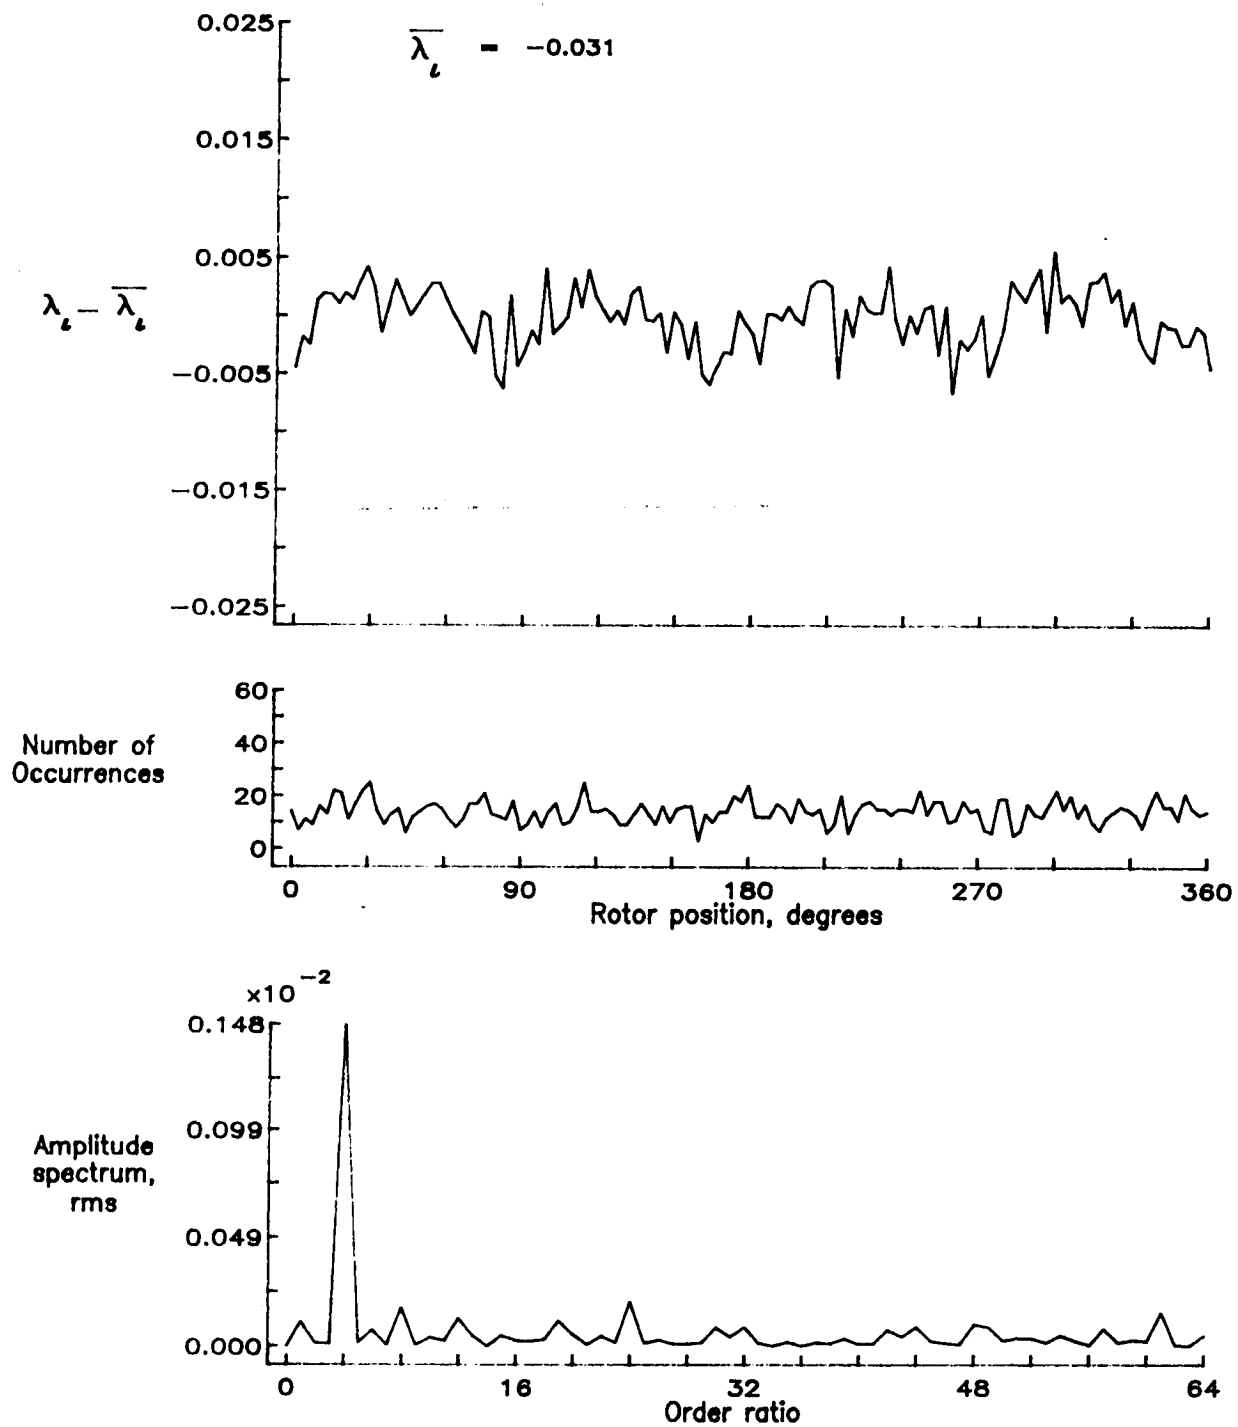 0.025
λ̅ι = -0.031
0.015
0.005
λι - λ̅ι
-0.005
-0.015
-0.025
60
Number of
Occurrences
40
20
0
0 90 180 270 360
Rotor position, degrees
×10 -2
0.148
0.099
Amplitude
spectrum,
rms
0.049
0.000
0 16 32 48 64
Order ratio